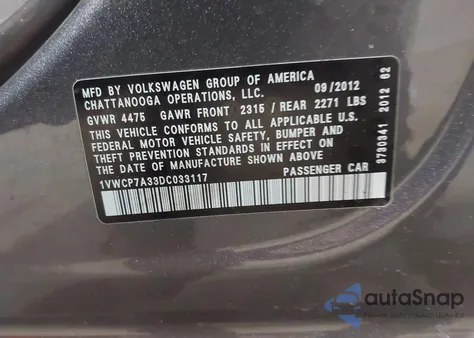 MFD BY VOLKSWAGEN GROUP OF AMERICA
CHATTANOOGA OPERATIONS, LLC. 09/2012
GVWR 4475 GAWR FRONT 2315 / REAR 2271 LBS
THIS VEHICLE CONFORMS TO ALL APPLICABLE
FEDERAL MOTOR VEHICLE SAFETY, BUMPER AND
THEFT PREVENTION STANDARDS IN EFFECT ON
THE DATE OF MANUFACTURE SHOWN ABOVE.
1VWCP7A33DC033117 PASSENGER CAR
3730341 2012 62
autoSnap